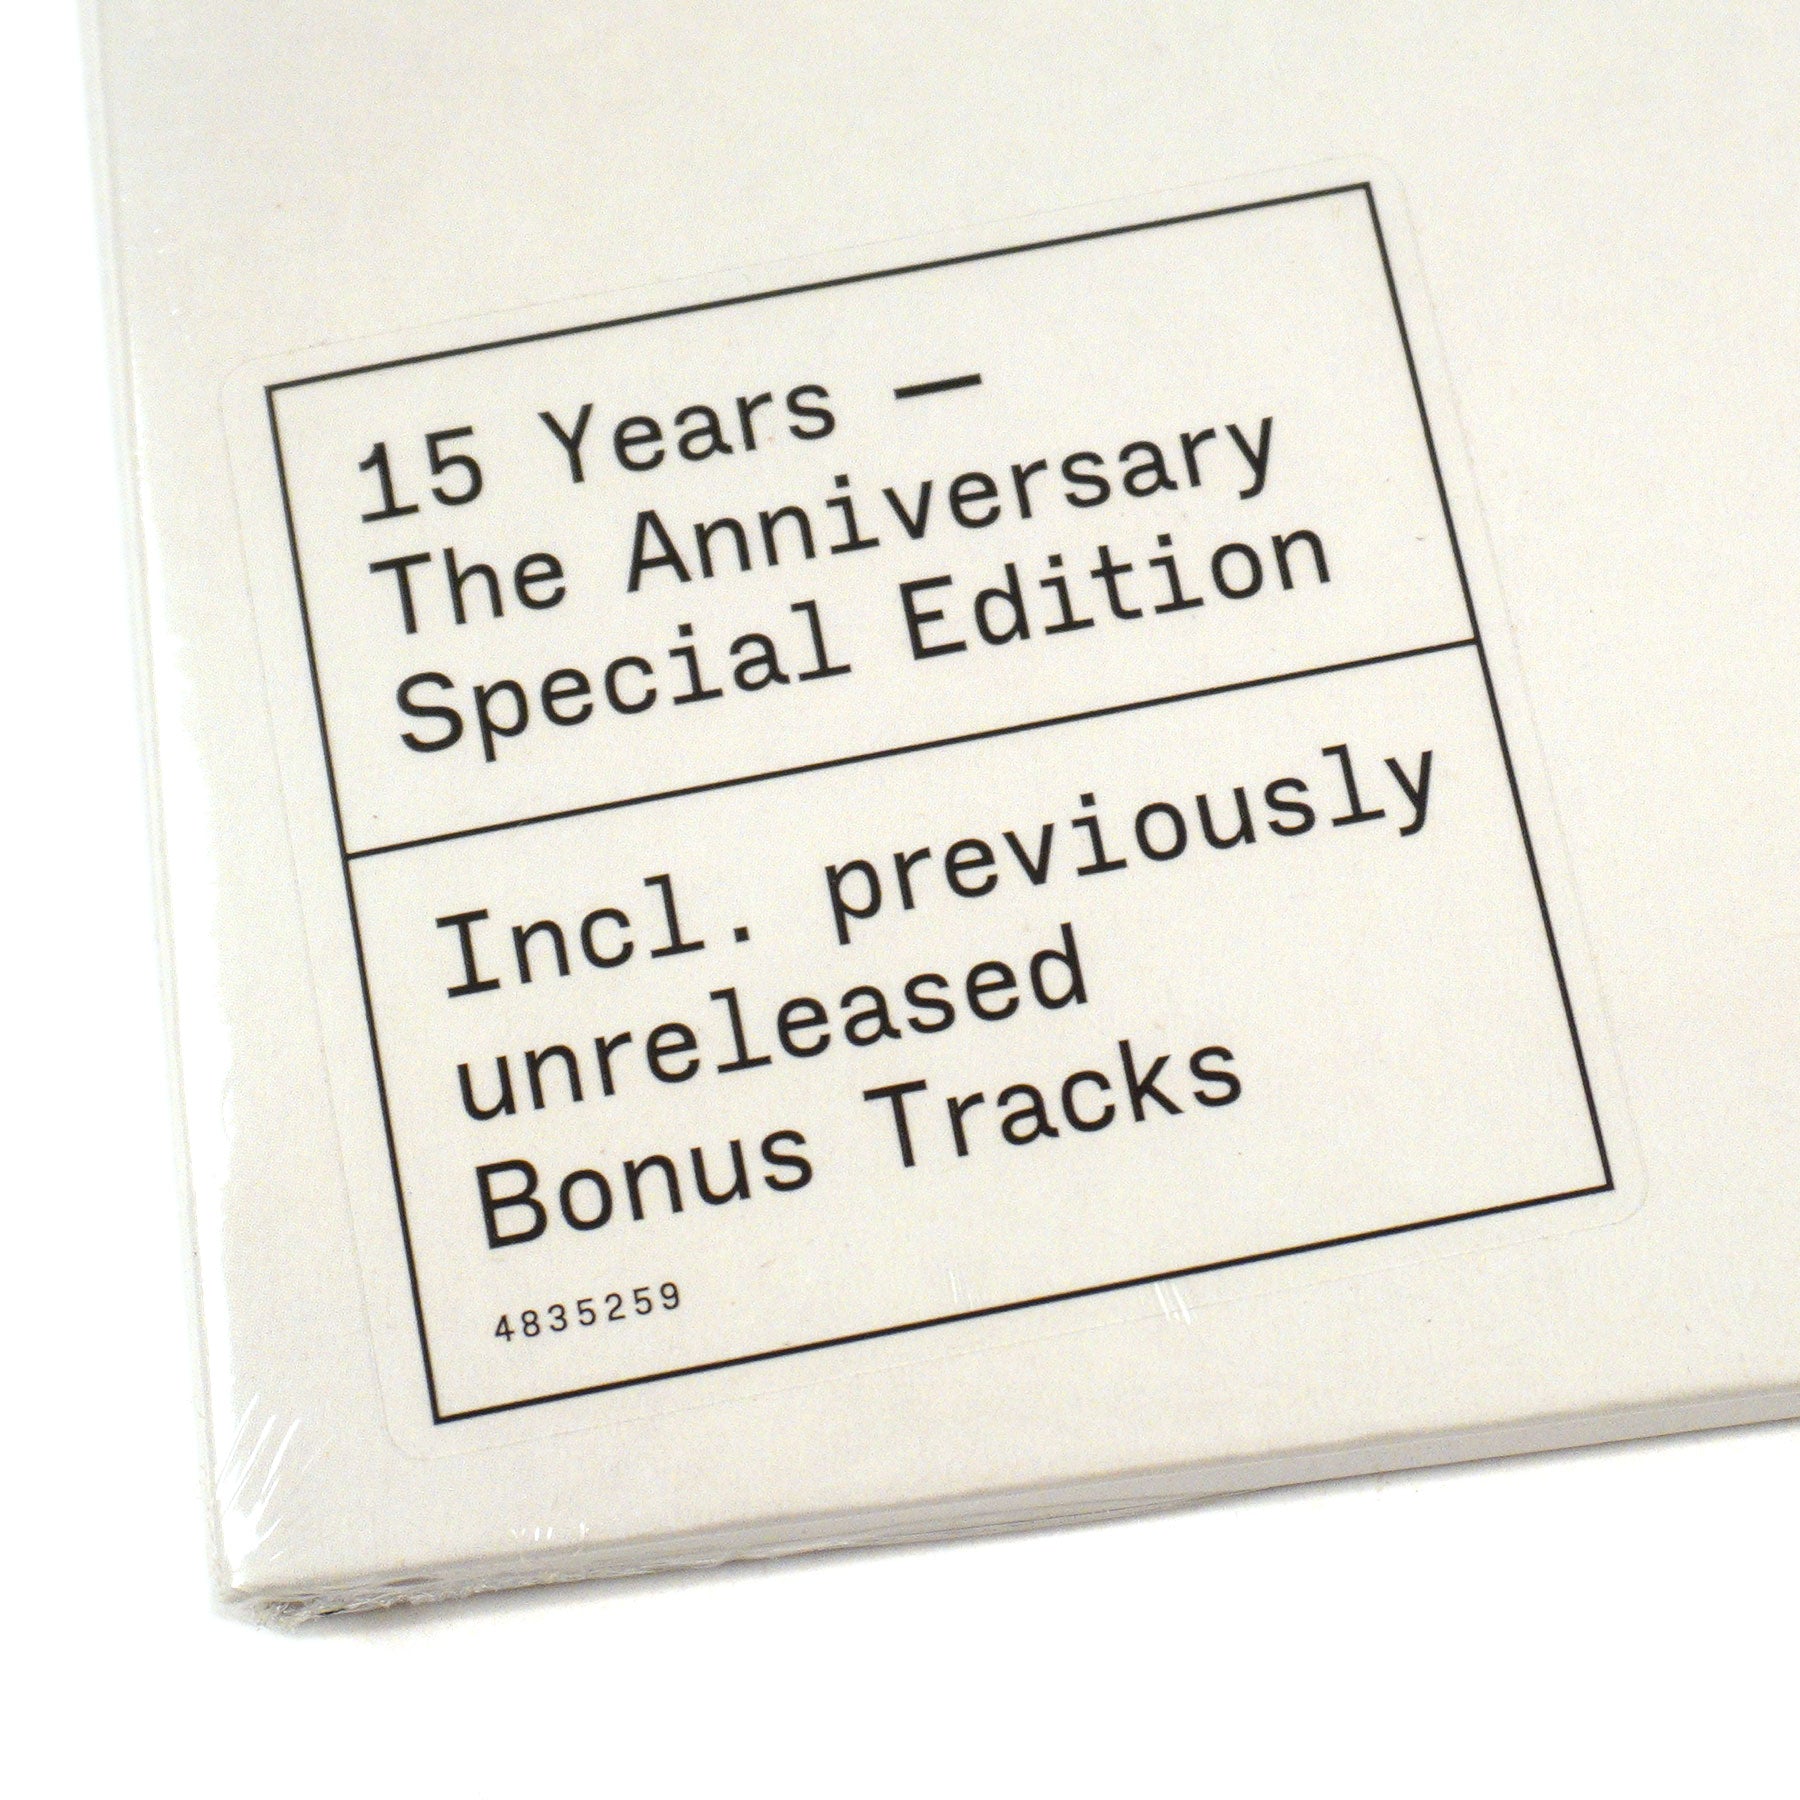 15 Years —
The Anniversary
Special Edition
Incl. previously
unreleased
Bonus Tracks
4835259